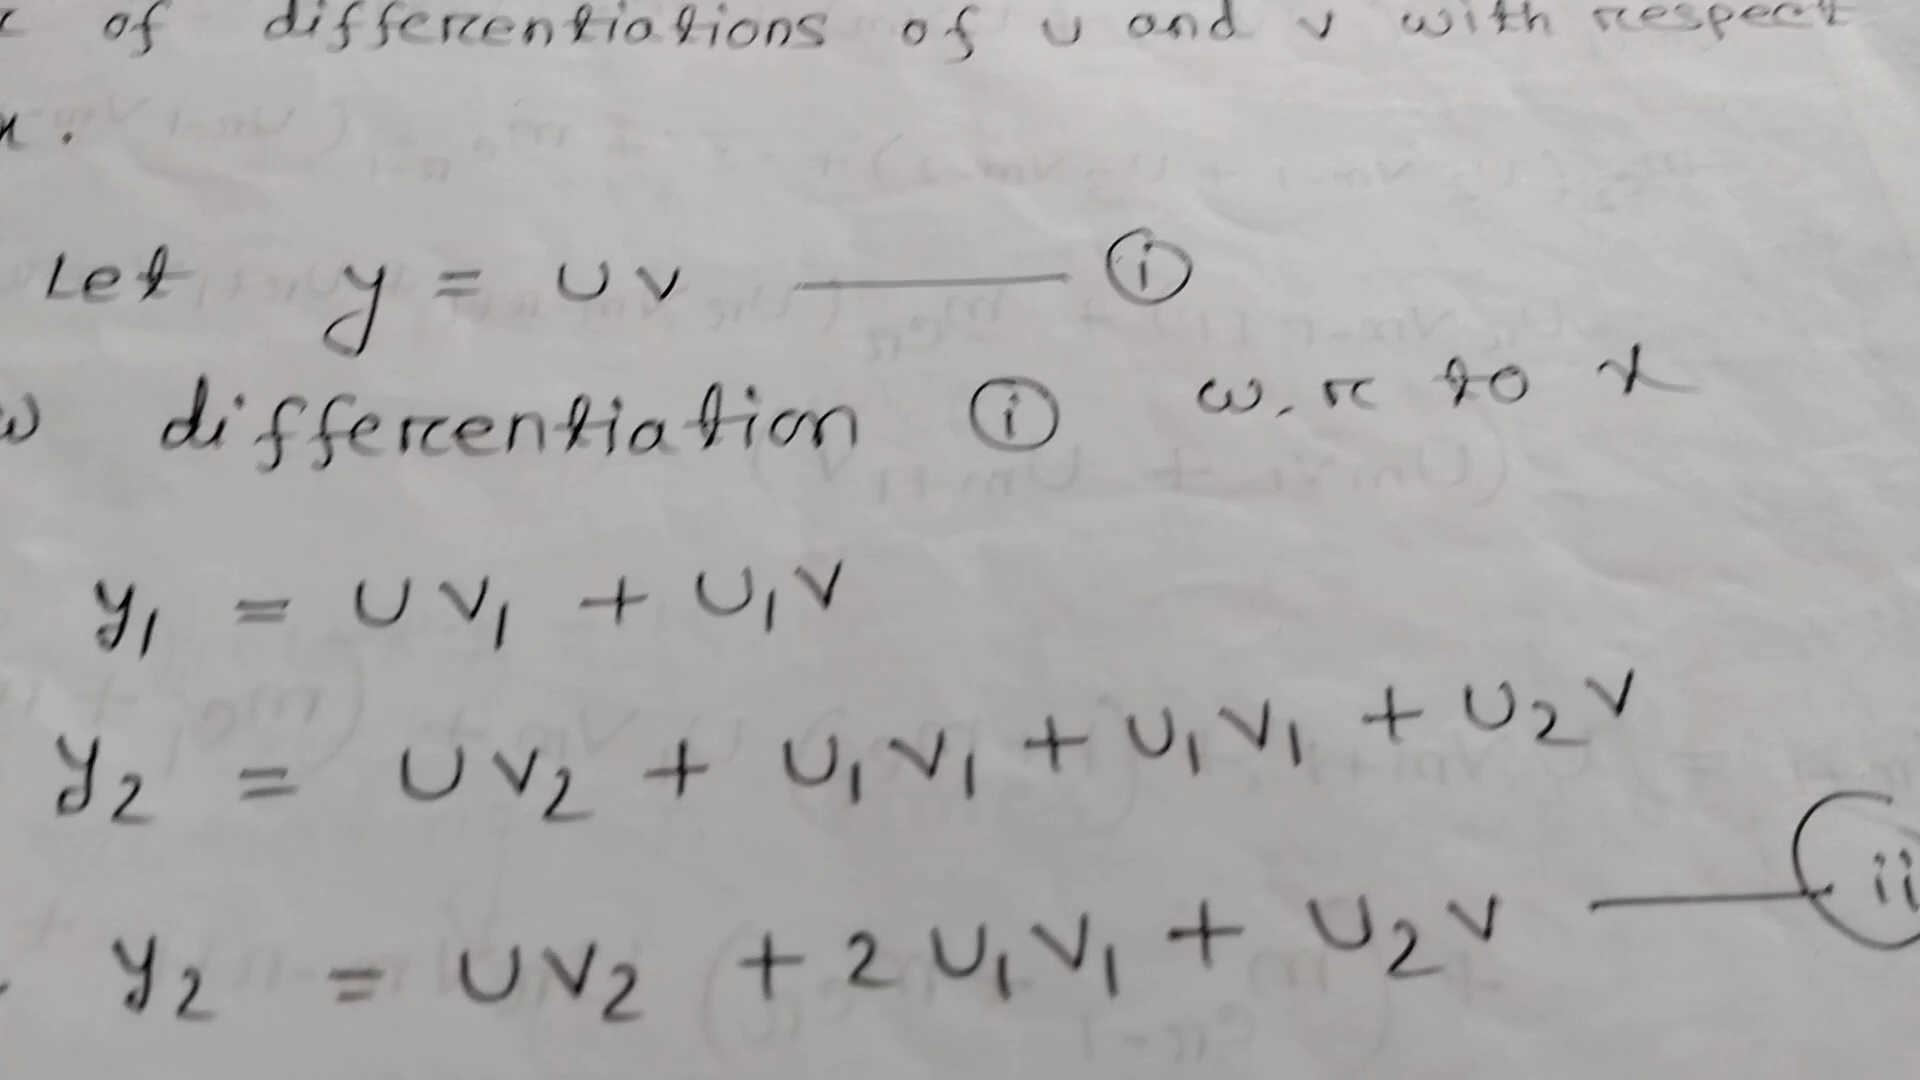 of differentiations of u and v with respect
x.
Let y = uv ——— (i)
differentiation (i) w.r to x
y₁ = uv₁ + u₁v
y₂ = uv₂ + u₁v₁ + u₁v₁ + u₂v
y₂ = uv₂ + 2u₁v₁ + u₂v ——— (ii